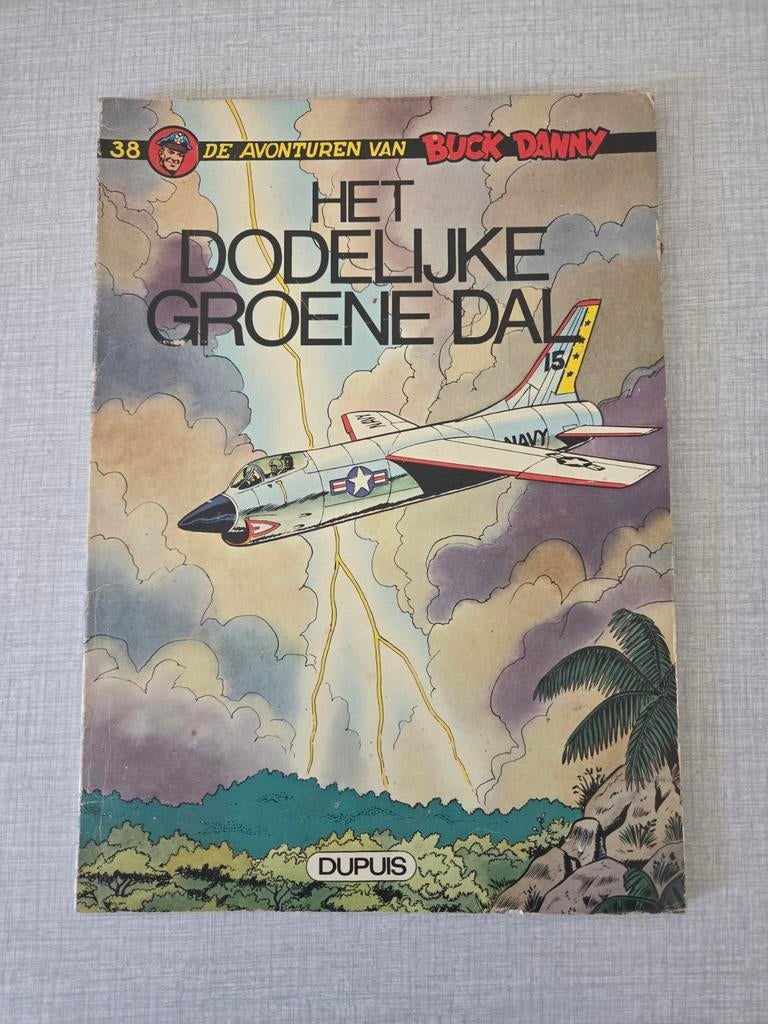 38 DE AVONTUREN VAN BUCK DANNY
HET
DODELIJKE
GROENE DAL
15
NAVY
NAVY
DUPUIS